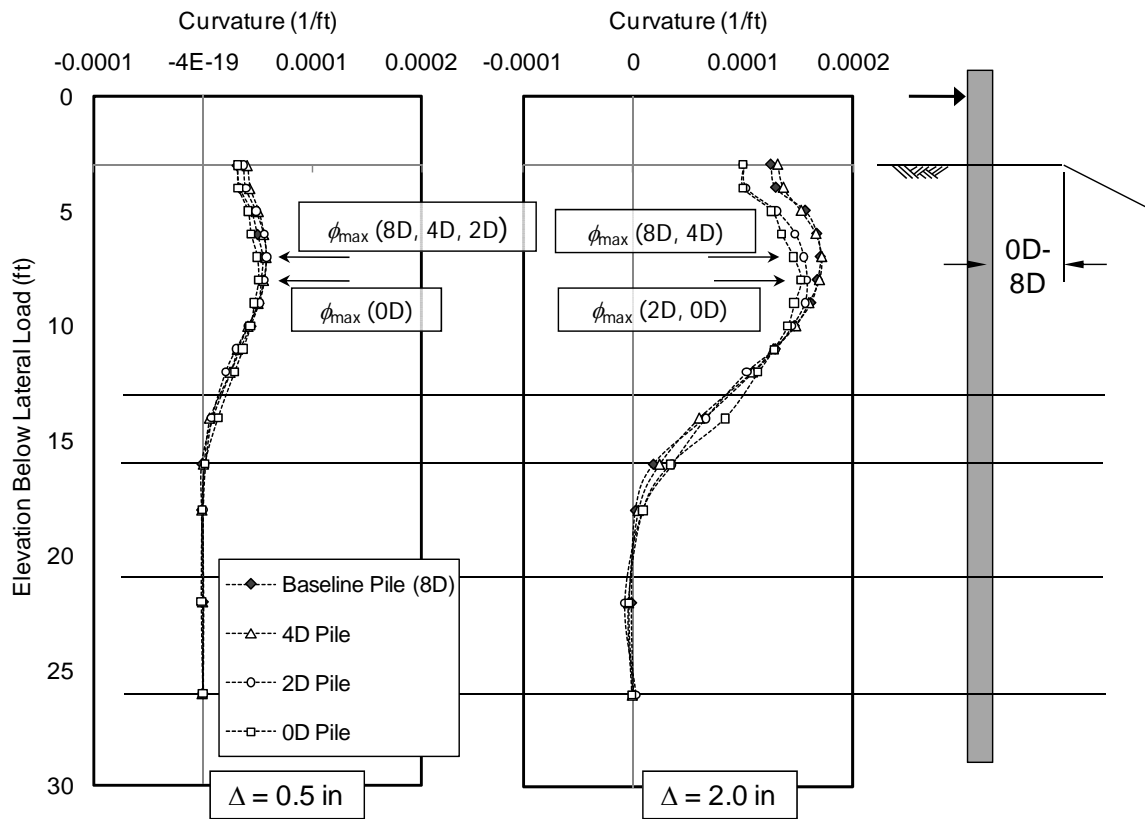 Curvature (1/ft)
Curvature (1/ft)
-0.0001 -4E-19 0.0001 0.0002
-0.0001 0 0.0001 0.0002
Elevation Below Lateral Load (ft)
0
5
10
15
20
25
30
ϕmax (8D, 4D, 2D)
ϕmax (0D)
ϕmax (8D, 4D)
ϕmax (2D, 0D)
0D-
8D
Baseline Pile (8D)
4D Pile
2D Pile
0D Pile
Δ = 0.5 in
Δ = 2.0 in